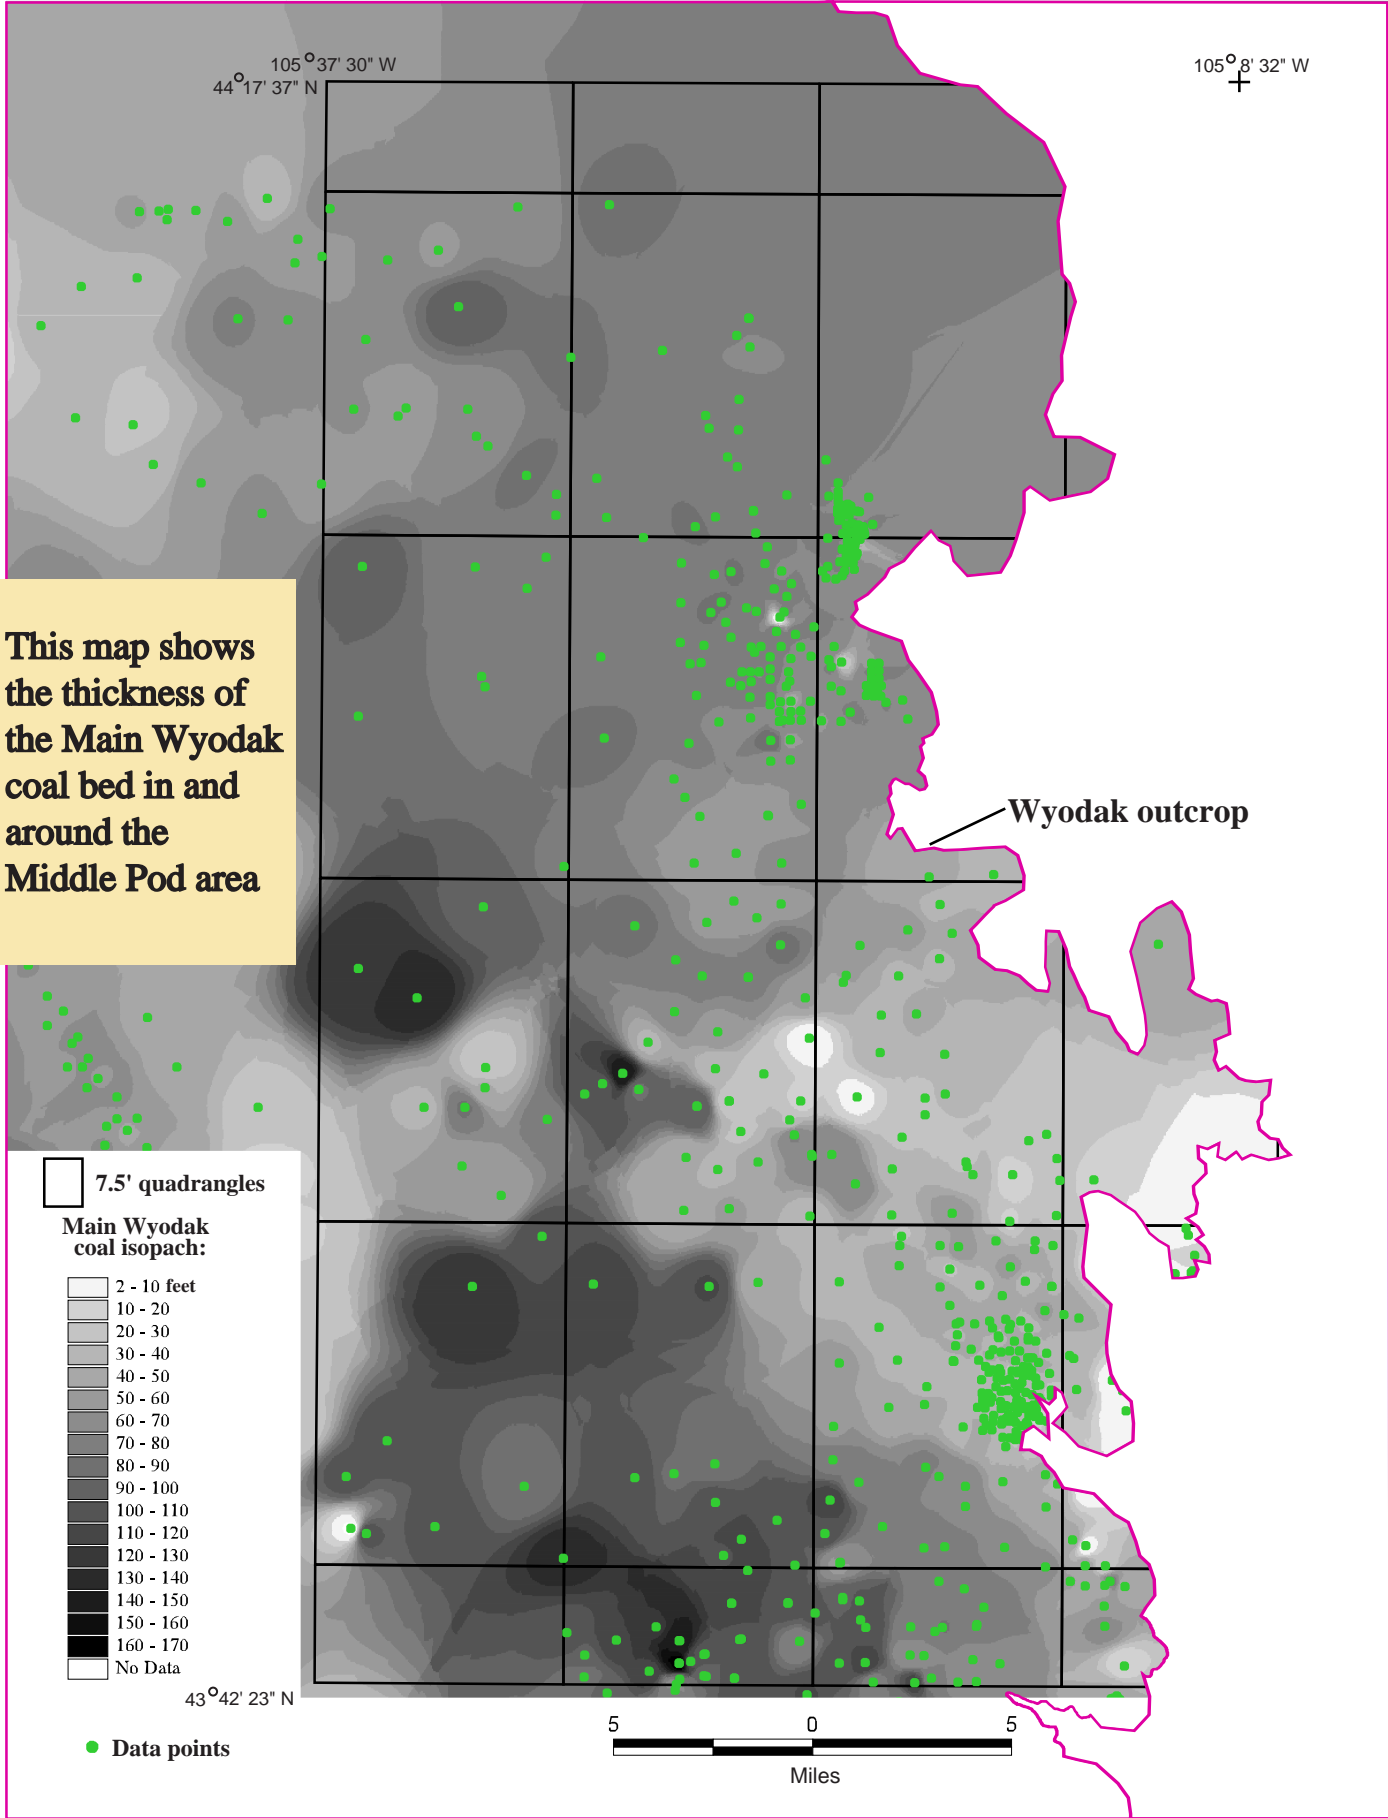 105° 37' 30" W
44° 17' 37" N
105° 8' 32" W
This map shows
the thickness of
the Main Wyodak
coal bed in and
around the
Middle Pod area
Wyodak outcrop
7.5' quadrangles
Main Wyodak
coal isopach:
2 - 10 feet
10 - 20
20 - 30
30 - 40
40 - 50
50 - 60
60 - 70
70 - 80
80 - 90
90 - 100
100 - 110
110 - 120
120 - 130
130 - 140
140 - 150
150 - 160
160 - 170
No Data
43° 42' 23" N
Data points
5 0 5
Miles